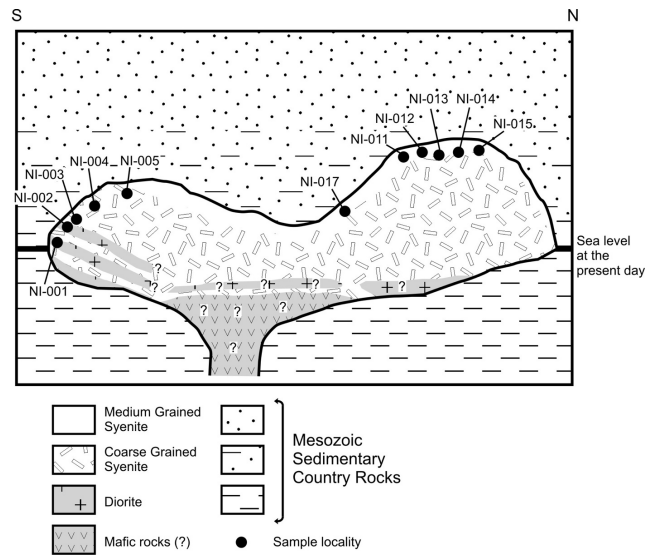 S N
NI-013
NI-012 NI-014
NI-011 NI-015
NI-004 NI-005
NI-003
NI-017
NI-002
NI-001
Sea level
at the
present day
? ? ? ? ? ?
? ? ?
?
Medium Grained
Syenite
Coarse Grained
Syenite
Diorite
Mafic rocks (?)
Mesozoic
Sedimentary
Country Rocks
Sample locality